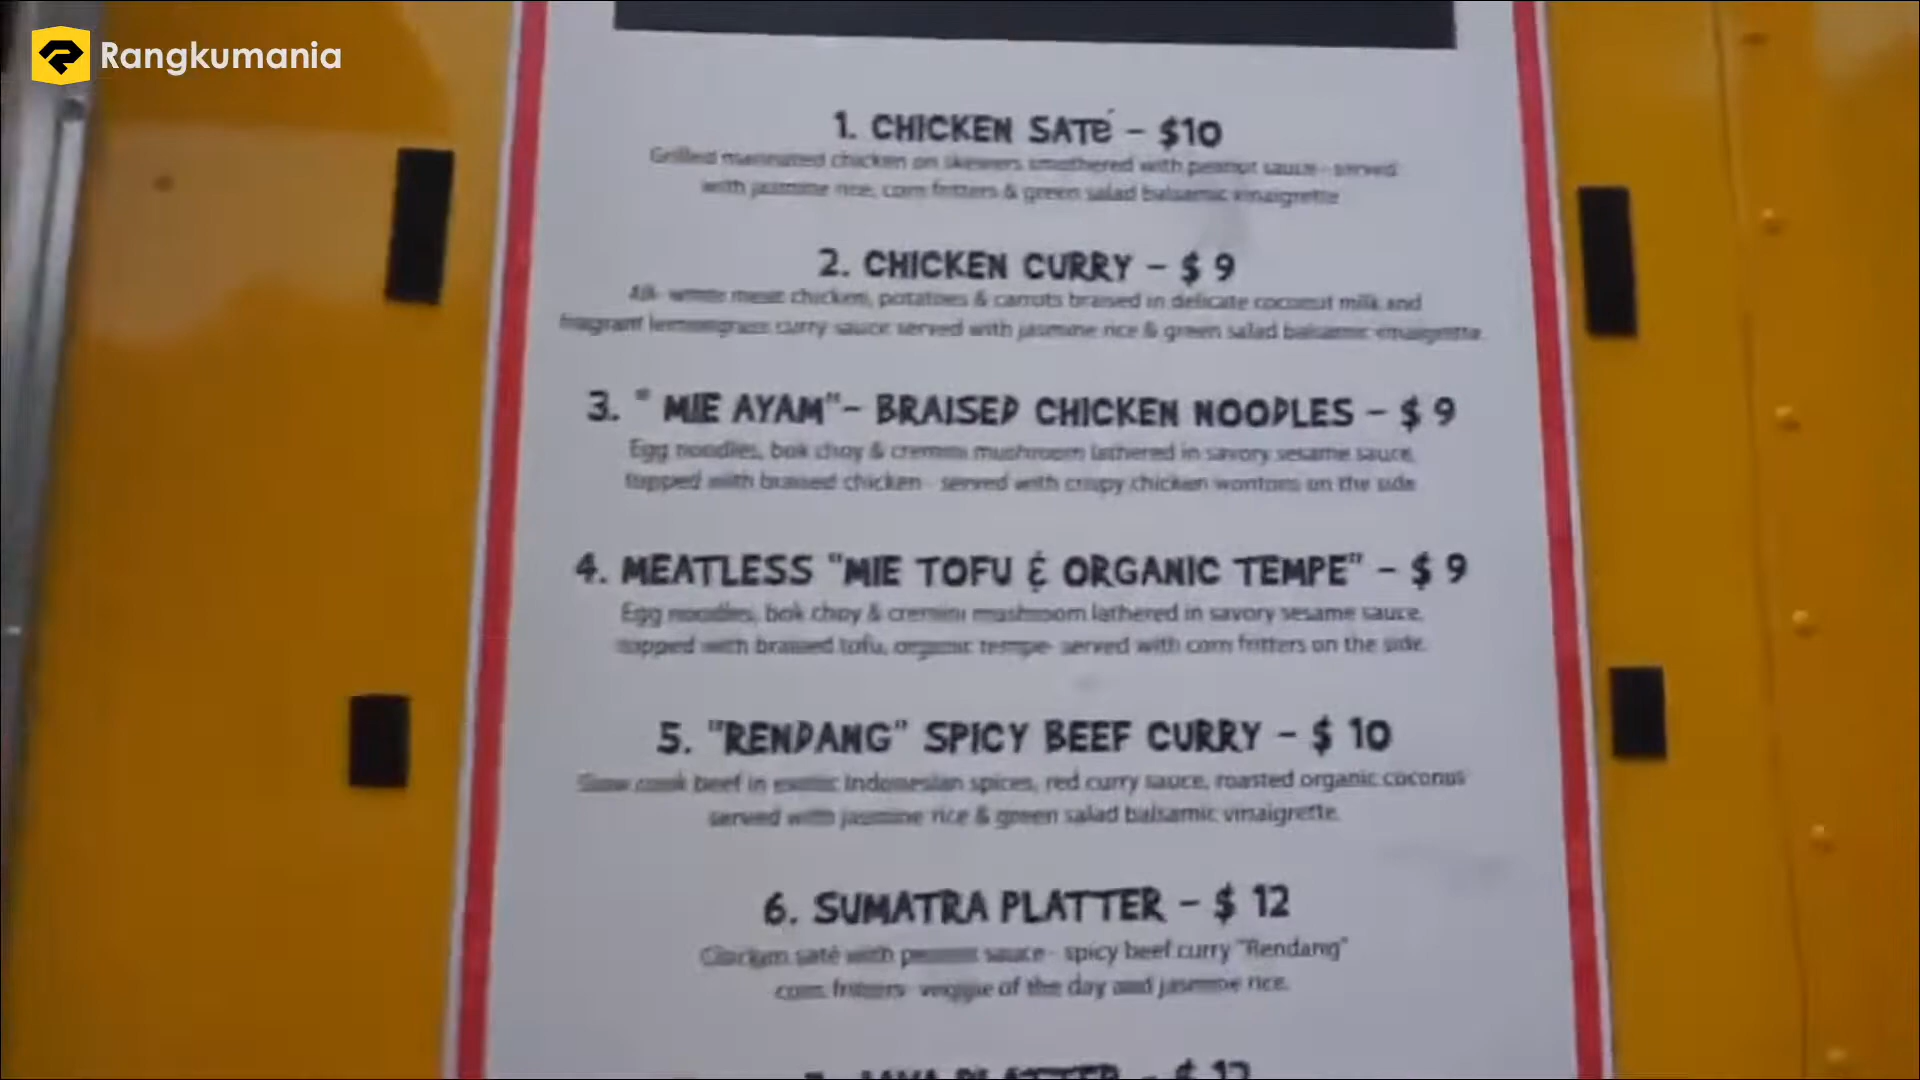 Rangkumania
1. CHICKEN SATÉ - $10
Grilled marinated chicken on skewers smothered with peanut sauce - served
with jasmine rice, corn fritters & green salad balsamic vinaigrette
2. CHICKEN CURRY - $ 9
All- white meat chicken, potatoes & carrots braised in delicate coconut milk and
fragrant lemongrass curry sauce served with jasmine rice & green salad balsamic vinaigrette.
3. "MIE AYAM"- BRAISED CHICKEN NOODLES - $ 9
Egg noodles, bok choy & cremini mushroom lathered in savory sesame sauce,
topped with braised chicken - served with crispy chicken wontons on the side
4. MEATLESS "MIE TOFU & ORGANIC TEMPE" - $ 9
Egg noodles, bok choy & cremini mushroom lathered in savory sesame sauce,
topped with braised tofu, organic tempe- served with corn fritters on the side.
5. "RENDANG" SPICY BEEF CURRY - $ 10
Slow cook beef in exotic Indonesian spices, red curry sauce, roasted organic coconut
served with jasmine rice & green salad balsamic vinaigrette.
6. SUMATRA PLATTER - $ 12
Chicken saté with peanut sauce - spicy beef curry "Rendang"
corn fritters- veggie of the day and jasmine rice.
7. JAVA PLATTER - $ 12